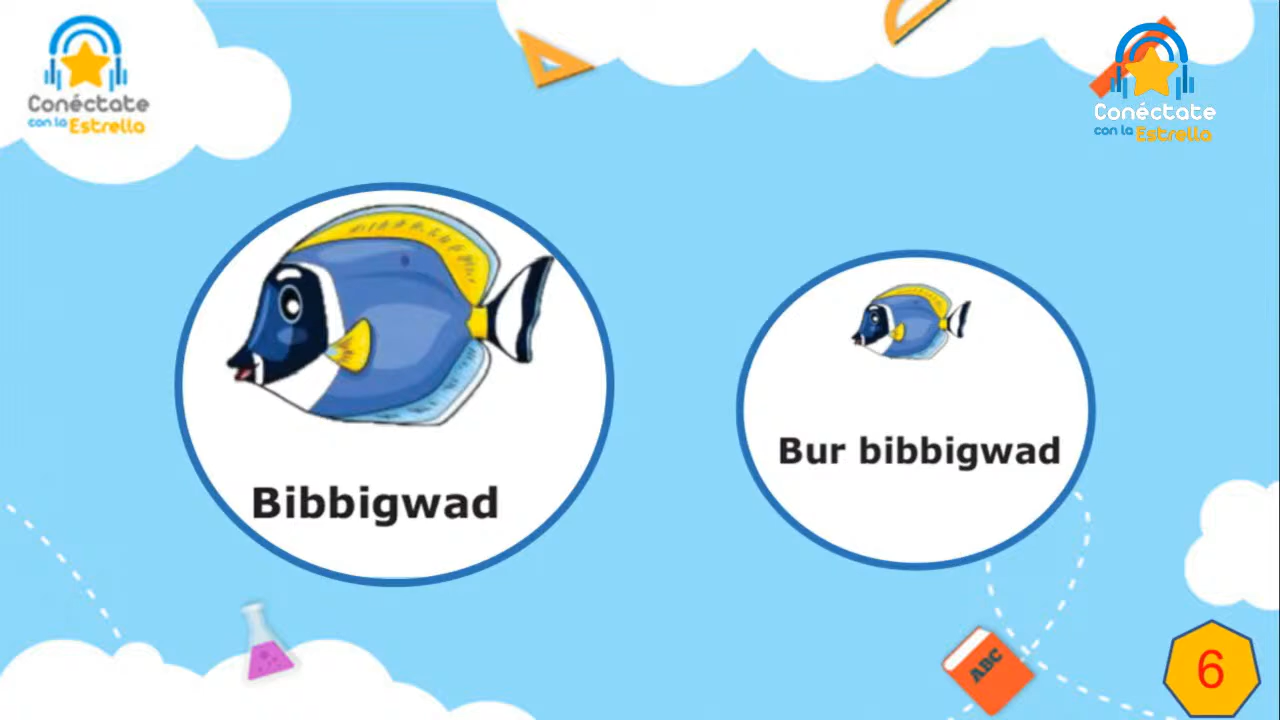 Conéctate
con la Estrella
Conéctate
con la Estrella
Bibbigwad
Bur bibbigwad
ABC
6